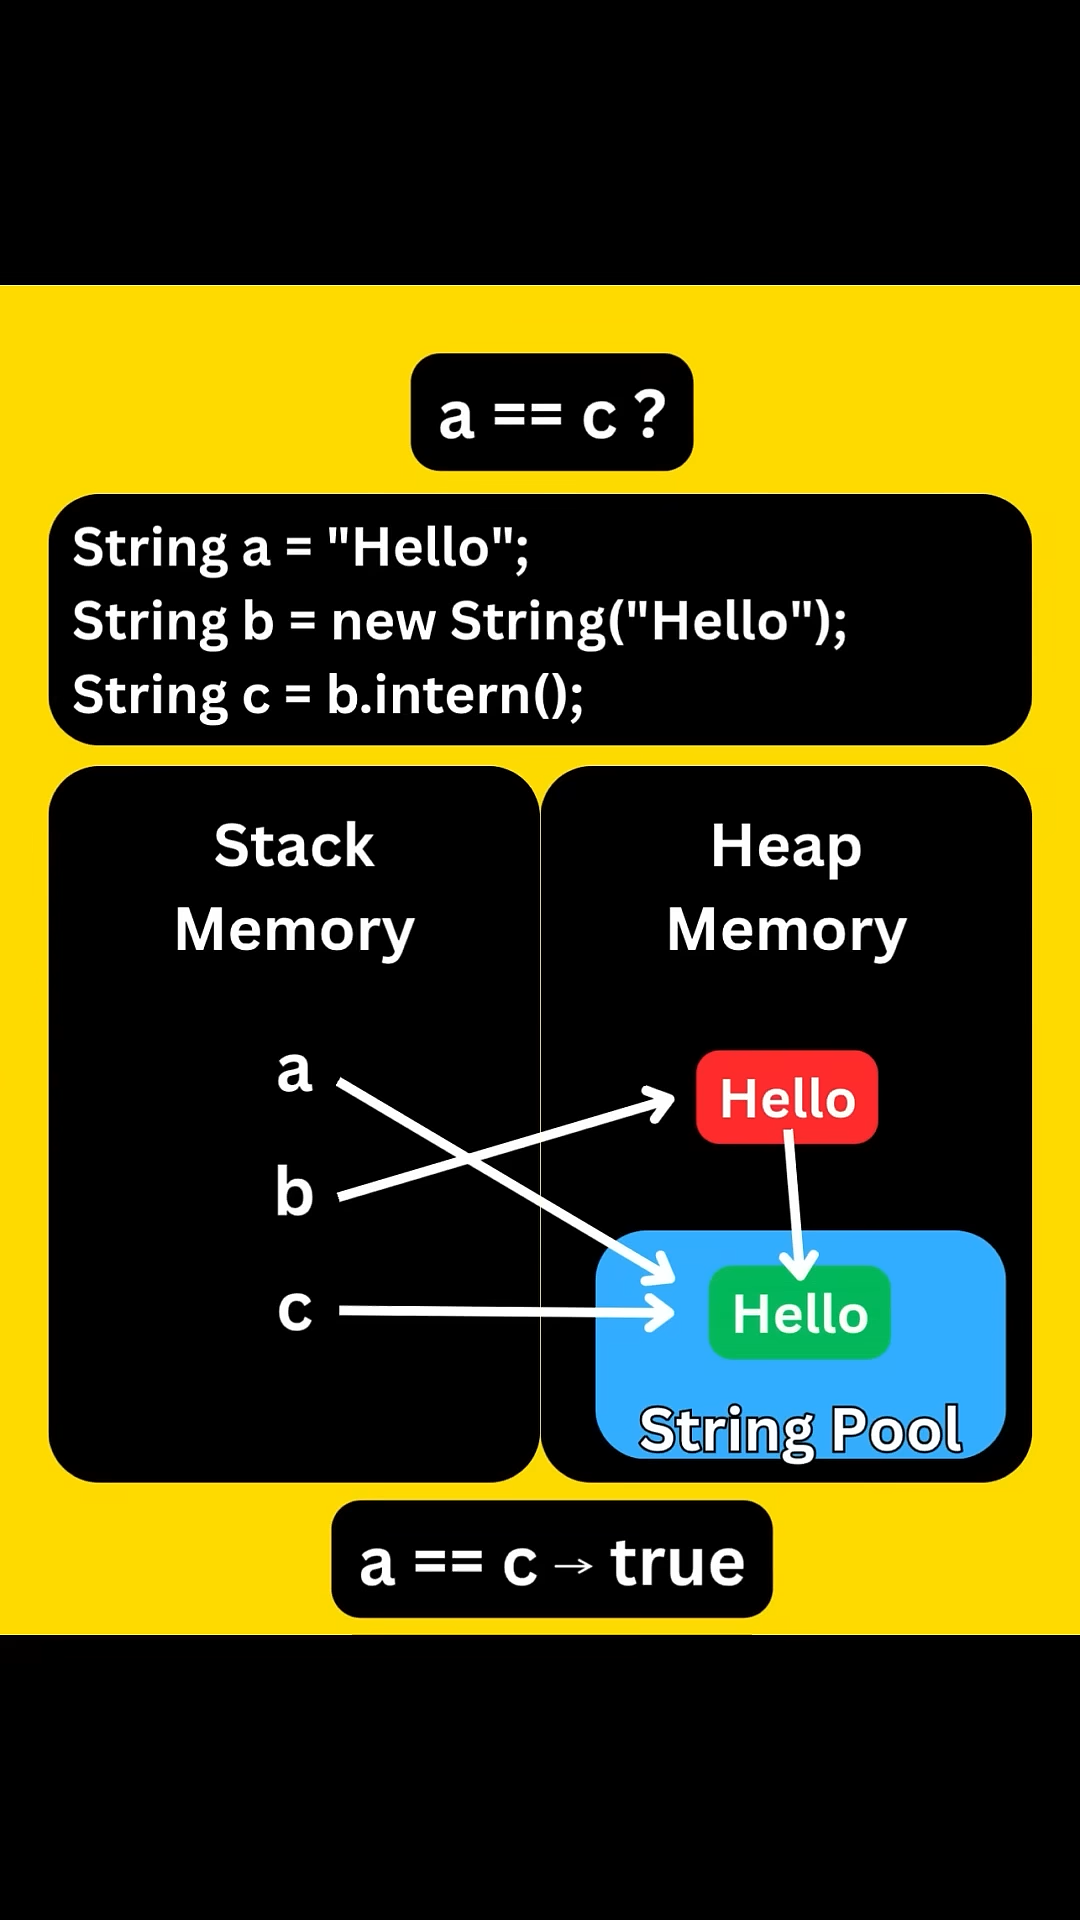 a == c ?
String a = "Hello";
String b = new String("Hello");
String c = b.intern();
Stack
Memory
Heap
Memory
a
b
c
Hello
Hello
String Pool
a == c → true